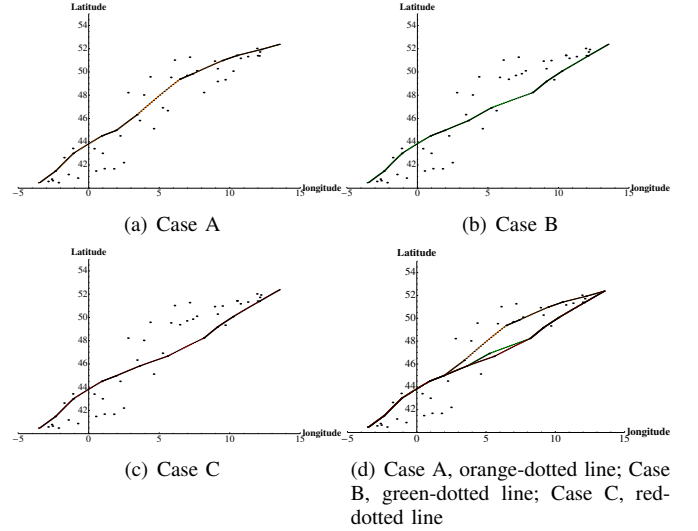 Latitude
54
52
50
48
46
44
42
-5 0 5 10 15 longitude
(a) Case A
Latitude
54
52
50
48
46
44
42
-5 0 5 10 15 longitude
(b) Case B
Latitude
54
52
50
48
46
44
42
-5 0 5 10 15 longitude
(c) Case C
Latitude
54
52
50
48
46
44
42
-5 0 5 10 15 longitude
(d) Case A, orange-dotted line; Case
B, green-dotted line; Case C, red-
dotted line